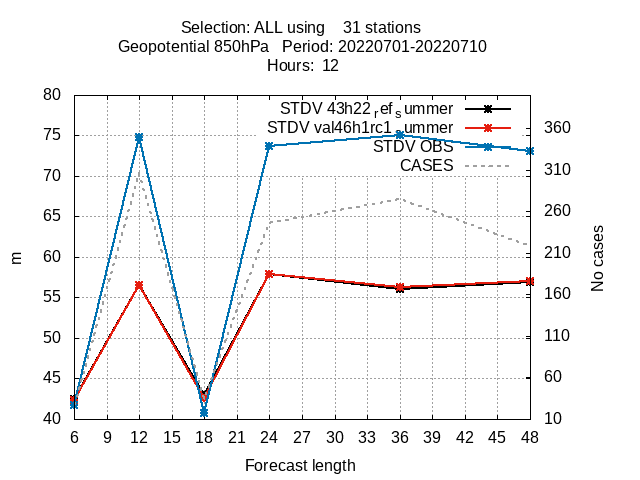 Selection: ALL using    31 stations
Geopotential 850hPa   Period: 20220701-20220710
Hours:  12
STDV 43h22refsummer
STDV val46h1rc1summer
STDV OBS
CASES
80
75
70
65
60
55
50
45
40
m
360
310
260
210
160
110
60
10
No cases
6 9 12 15 18 21 24 27 30 33 36 39 42 45 48
Forecast length